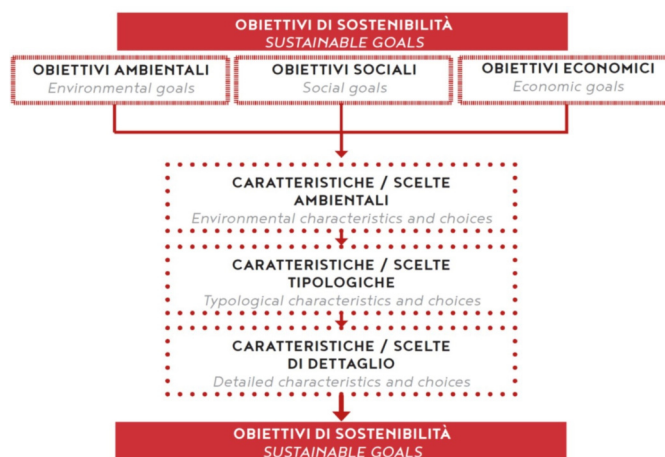 OBIETTIVI DI SOSTENIBILITÀ
SUSTAINABLE GOALS
OBIETTIVI AMBIENTALI
Environmental goals
OBIETTIVI SOCIALI
Social goals
OBIETTIVI ECONOMICI
Economic goals
CARATTERISTICHE / SCELTE
AMBIENTALI
Environmental characteristics and choices
CARATTERISTICHE / SCELTE
TIPOLOGICHE
Typological characteristics and choices
CARATTERISTICHE / SCELTE
DI DETTAGLIO
Detailed characteristics and choices
OBIETTIVI DI SOSTENIBILITÀ
SUSTAINABLE GOALS